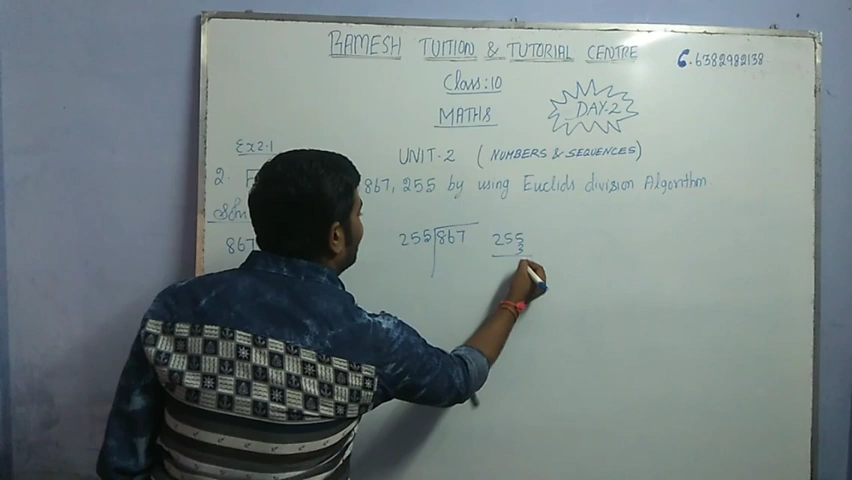 RAMESH TUITION & TUTORIAL CENTRE
6382982138
Class:10
MATHS
DAY-2
Ex 2.1
UNIT-2 (NUMBERS & SEQUENCES)
2. 867, 255 by using Euclids division Algorithm
Soln
867
255 867
255
3